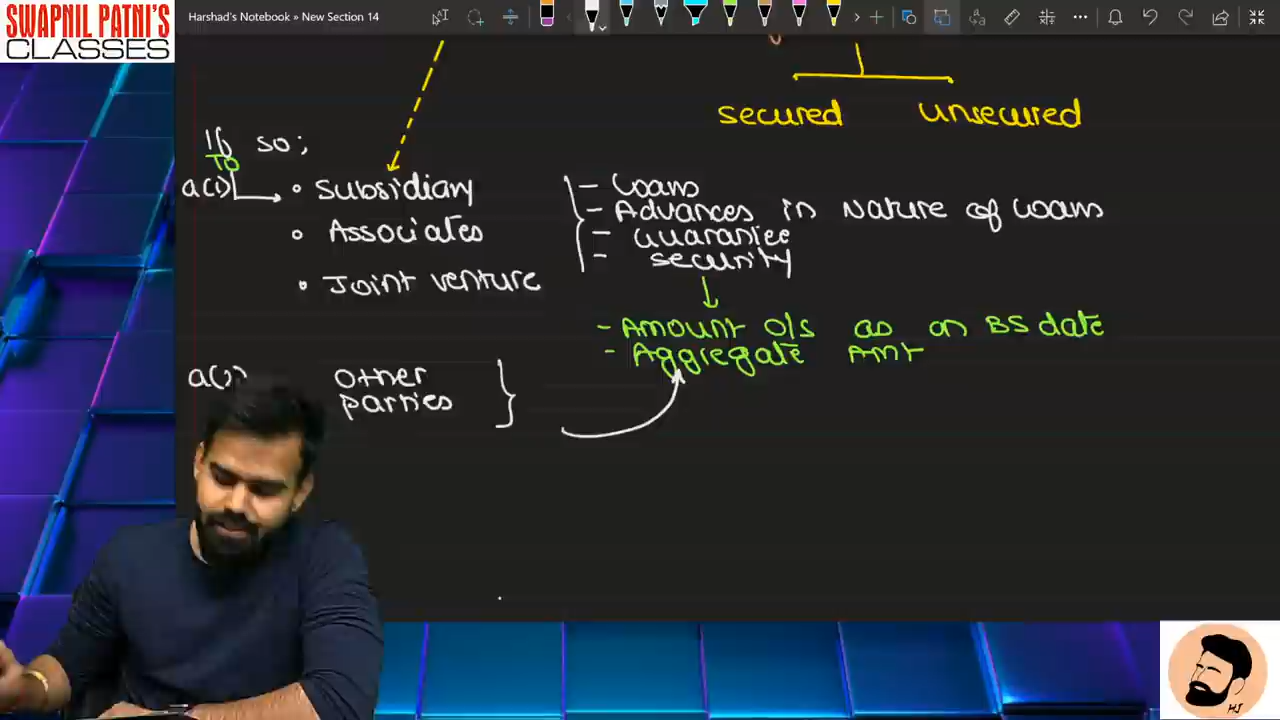 SWAPNIL PATNI'S
CLASSES
Harshad's Notebook » New Section 14
secured unsecured
If so;
TO
a(i) • Subsidiary
• Associates
• Joint venture
- Loans
- Advances in Nature of Loans
- Guarantee
- security
- Amount o/s as on BS date
- Aggregate Amt
other
parties
HJ